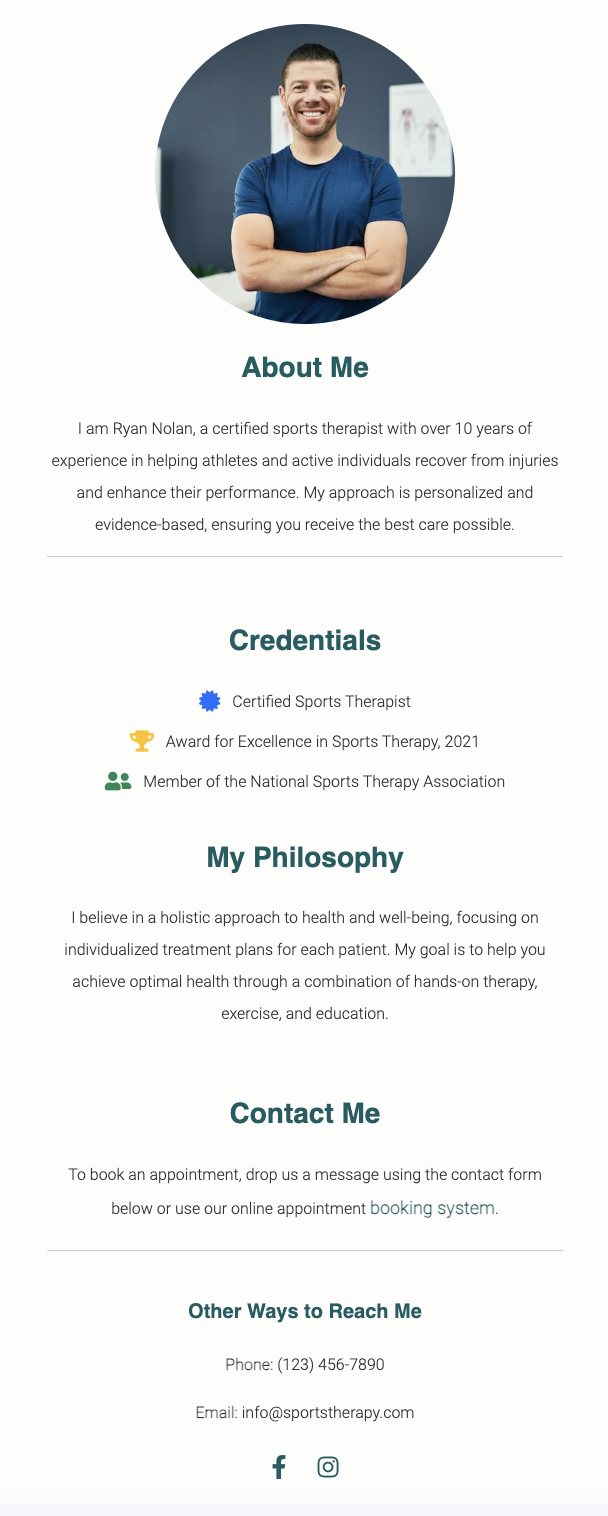 About Me
I am Ryan Nolan, a certified sports therapist with over 10 years of
experience in helping athletes and active individuals recover from injuries
and enhance their performance. My approach is personalized and
evidence-based, ensuring you receive the best care possible.
Credentials
Certified Sports Therapist
Award for Excellence in Sports Therapy, 2021
Member of the National Sports Therapy Association
My Philosophy
I believe in a holistic approach to health and well-being, focusing on
individualized treatment plans for each patient. My goal is to help you
achieve optimal health through a combination of hands-on therapy,
exercise, and education.
Contact Me
To book an appointment, drop us a message using the contact form
below or use our online appointment booking system.
Other Ways to Reach Me
Phone: (123) 456-7890
Email: info@sportstherapy.com